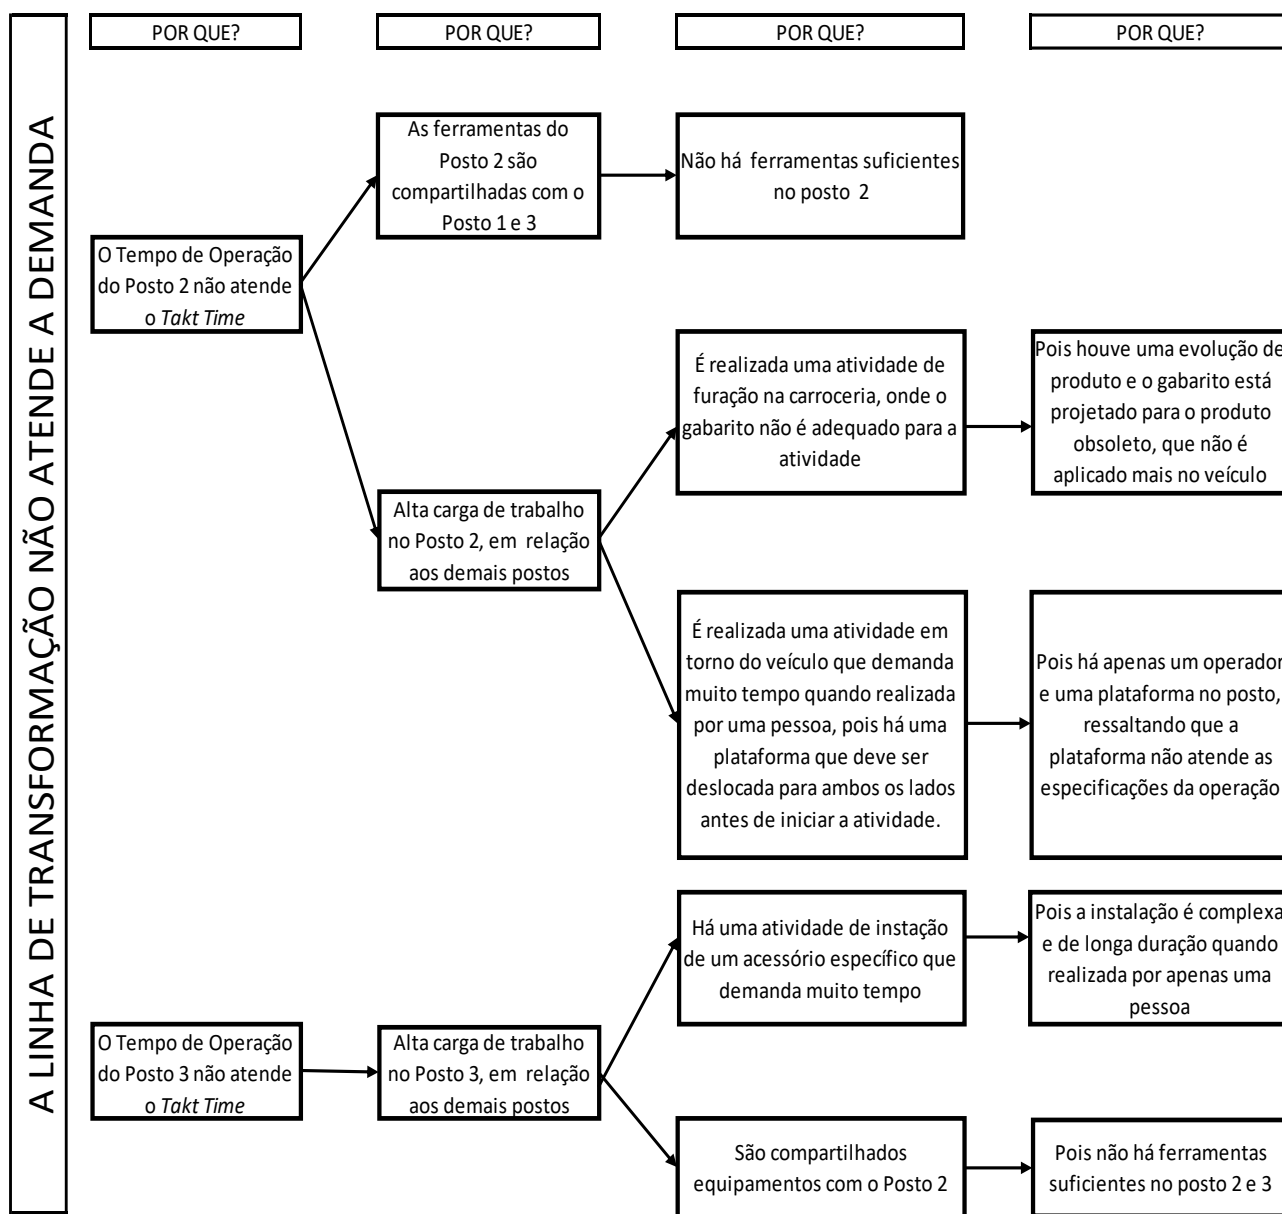 A LINHA DE TRANSFORMAÇÃO NÃO ATENDE A DEMANDA
POR QUE?
POR QUE?
POR QUE?
POR QUE?
As ferramentas do
Posto 2 são
compartilhadas com o
Posto 1 e 3
Não há ferramentas suficientes
no posto 2
O Tempo de Operação
do Posto 2 não atende
o Takt Time
É realizada uma atividade de
furação na carroceria, onde o
gabarito não é adequado para a
atividade
Pois houve uma evolução de
produto e o gabarito está
projetado para o produto
obsoleto, que não é
aplicado mais no veículo
Alta carga de trabalho
no Posto 2, em relação
aos demais postos
É realizada uma atividade em
torno do veículo que demanda
muito tempo quando realizada
por uma pessoa, pois há uma
plataforma que deve ser
deslocada para ambos os lados
antes de iniciar a atividade.
Pois há apenas um operador
e uma plataforma no posto,
ressaltando que a
plataforma não atende as
especificações da operação
Há uma atividade de instação
de um acessório específico que
demanda muito tempo
Pois a instalação é complexa
e de longa duração quando
realizada por apenas uma
pessoa
O Tempo de Operação
do Posto 3 não atende
o Takt Time
Alta carga de trabalho
no Posto 3, em relação
aos demais postos
São compartilhados
equipamentos com o Posto 2
Pois não há ferramentas
suficientes no posto 2 e 3